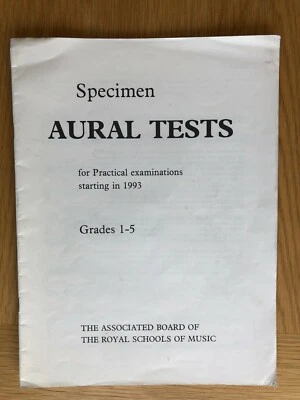 Specimen
AURAL TESTS
for Practical examinations
starting in 1993
Grades 1-5
THE ASSOCIATED BOARD OF
THE ROYAL SCHOOLS OF MUSIC